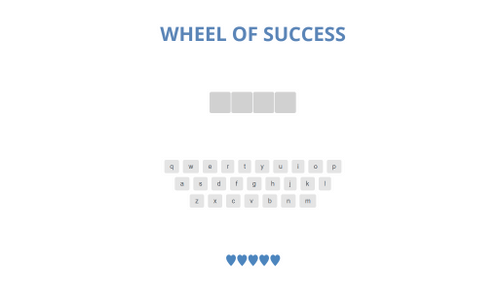 WHEEL OF SUCCESS
q w e r t y u i o p
a s d f g h j k l
z x c v b n m